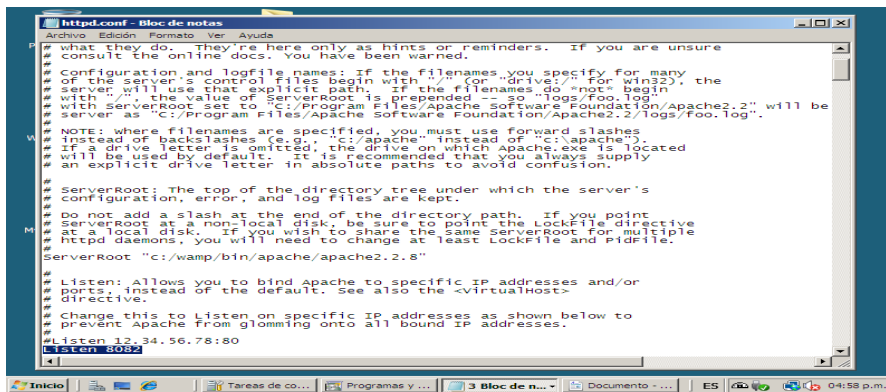 httpd.conf - Bloc de notas
Archivo Edición Formato Ver Ayuda
# what they do. They're here only as hints or reminders. If you are unsure
# consult the online docs. You have been warned.
#
# Configuration and logfile names: If the filenames you specify for many
# of the server's control files begin with "/" (or "drive:/" for Win32), the
# server will use that explicit path. If the filenames do *not* begin
# with "/", the value of ServerRoot is prepended -- so "logs/foo.log"
# with ServerRoot set to "C:/Program Files/Apache Software Foundation/Apache2.2" will be
# server as "C:/Program Files/Apache Software Foundation/Apache2.2/logs/foo.log".
#
# NOTE: Where filenames are specified, you must use forward slashes
# instead of backslashes (e.g., "c:/apache" instead of "c:\apache").
# If a drive letter is omitted, the drive on which Apache.exe is located
# will be used by default. It is recommended that you always supply
# an explicit drive letter in absolute paths to avoid confusion.
#
# ServerRoot: The top of the directory tree under which the server's
# configuration, error, and log files are kept.
#
# Do not add a slash at the end of the directory path. If you point
# ServerRoot at a non-local disk, be sure to point the LockFile directive
# at a local disk. If you wish to share the same ServerRoot for multiple
# httpd daemons, you will need to change at least LockFile and PidFile.
#
ServerRoot "c:/wamp/bin/apache/apache2.2.8"
#
# Listen: Allows you to bind Apache to specific IP addresses and/or
# ports, instead of the default. See also the <VirtualHost>
# directive.
#
# Change this to Listen on specific IP addresses as shown below to
# prevent Apache from glomming onto all bound IP addresses.
#
#Listen 12.34.56.78:80
Listen 8082
Inicio Tareas de co... Programas y ... 3 Bloc de n... Documento - ... ES 04:58 p.m.